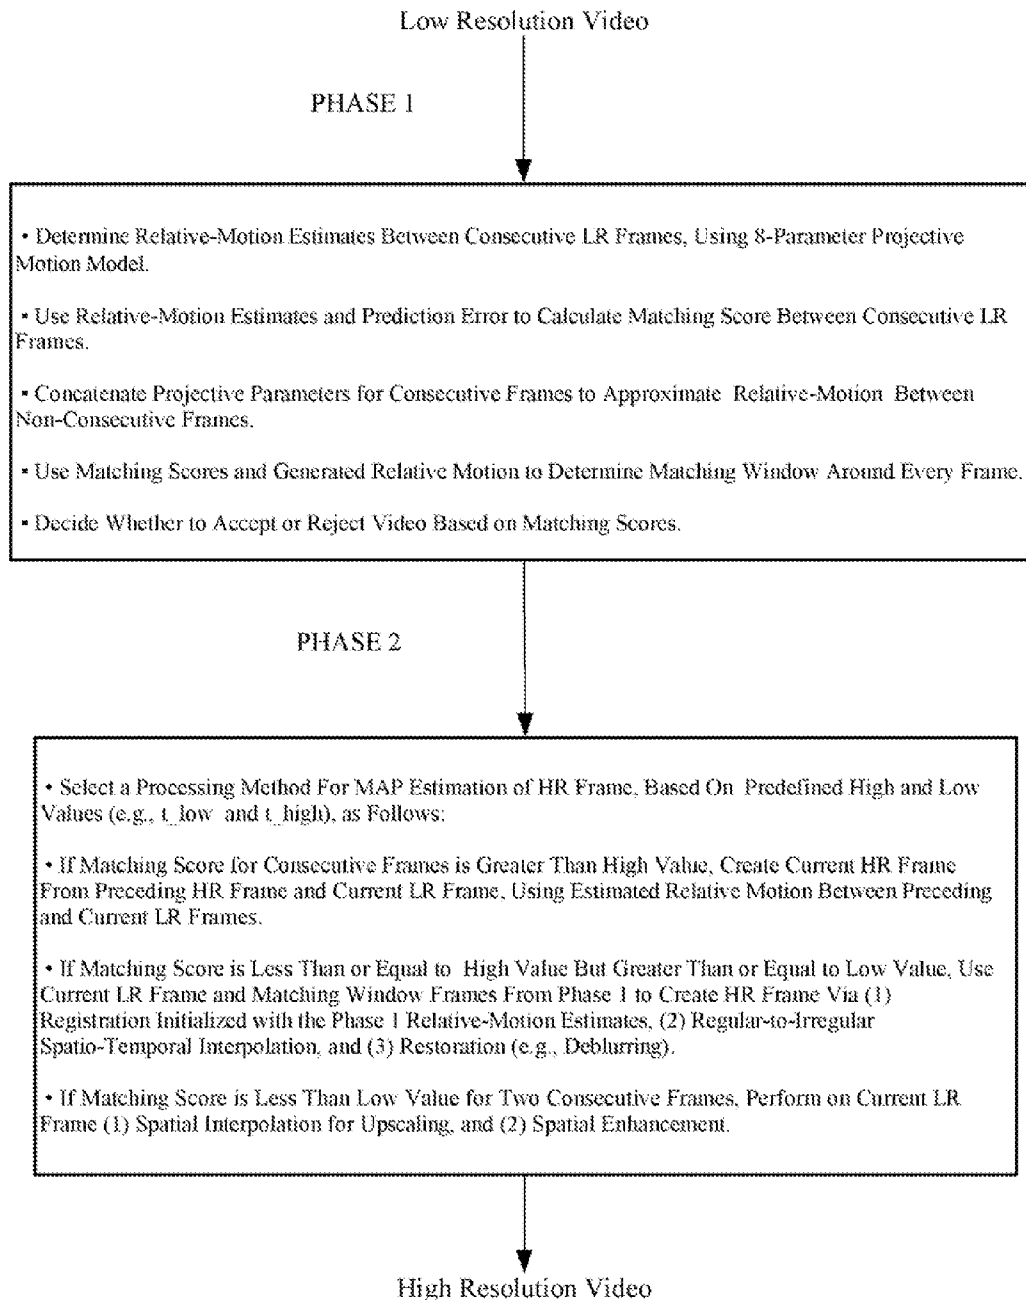 Low Resolution Video
PHASE 1
• Determine Relative-Motion Estimates Between Consecutive LR Frames, Using 8-Parameter Projective
Motion Model.
• Use Relative-Motion Estimates and Prediction Error to Calculate Matching Score Between Consecutive LR
Frames.
• Concatenate Projective Parameters for Consecutive Frames to Approximate Relative-Motion Between
Non-Consecutive Frames.
• Use Matching Scores and Generated Relative Motion to Determine Matching Window Around Every Frame.
• Decide Whether to Accept or Reject Video Based on Matching Scores.
PHASE 2
• Select a Processing Method For MAP Estimation of HR Frame, Based On Predefined High and Low
Values (e.g., t_low and t_high), as Follows:
• If Matching Score for Consecutive Frames is Greater Than High Value, Create Current HR Frame
From Preceding HR Frame and Current LR Frame, Using Estimated Relative Motion Between Preceding
and Current LR Frames.
• If Matching Score is Less Than or Equal to High Value But Greater Than or Equal to Low Value, Use
Current LR Frame and Matching Window Frames From Phase 1 to Create HR Frame Via (1)
Registration Initialized with the Phase 1 Relative-Motion Estimates, (2) Regular-to-Irregular
Spatio-Temporal Interpolation, and (3) Restoration (e.g., Deblurring).
• If Matching Score is Less Than Low Value for Two Consecutive Frames, Perform on Current LR
Frame (1) Spatial Interpolation for Upscaling, and (2) Spatial Enhancement.
High Resolution Video